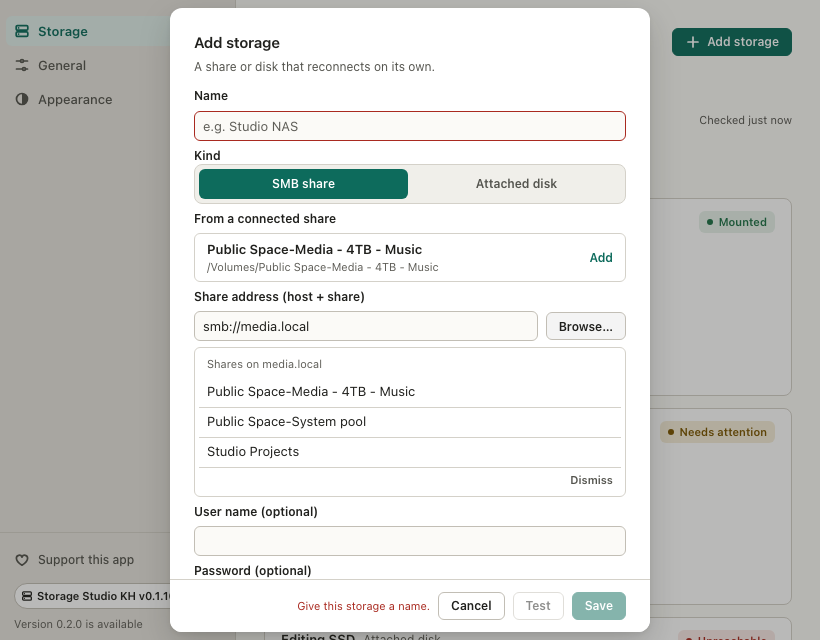 Storage
General
Appearance
Add storage
Checked just now
Mounted
Needs attention
Add storage
A share or disk that reconnects on its own.
Name
e.g. Studio NAS
Kind
SMB share
Attached disk
From a connected share
Public Space-Media - 4TB - Music
/Volumes/Public Space-Media - 4TB - Music
Add
Share address (host + share)
smb://media.local
Browse...
Shares on media.local
Public Space-Media - 4TB - Music
Public Space-System pool
Studio Projects
Dismiss
User name (optional)
Password (optional)
Give this storage a name.
Cancel
Test
Save
Support this app
Storage Studio KH
Version 0.2.0 is available
Editing SSD
Attached disk
Unreachable